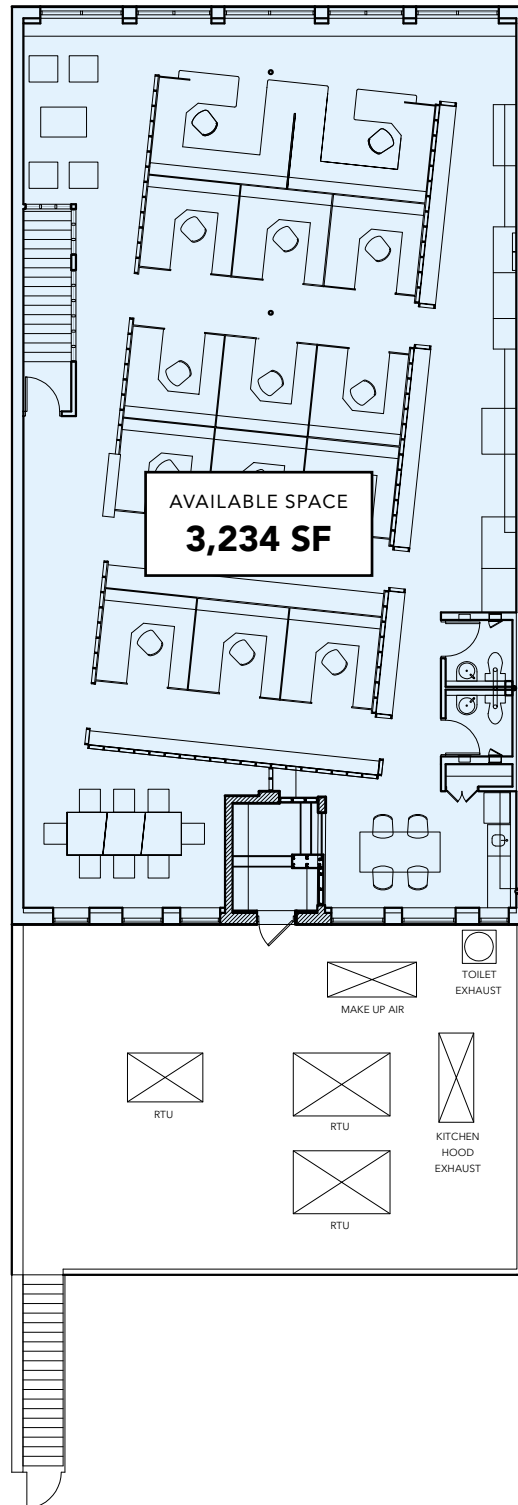 AVAILABLE SPACE
3,234 SF
TOILET
EXHAUST
MAKE UP AIR
RTU
RTU
KITCHEN
HOOD
EXHAUST
RTU